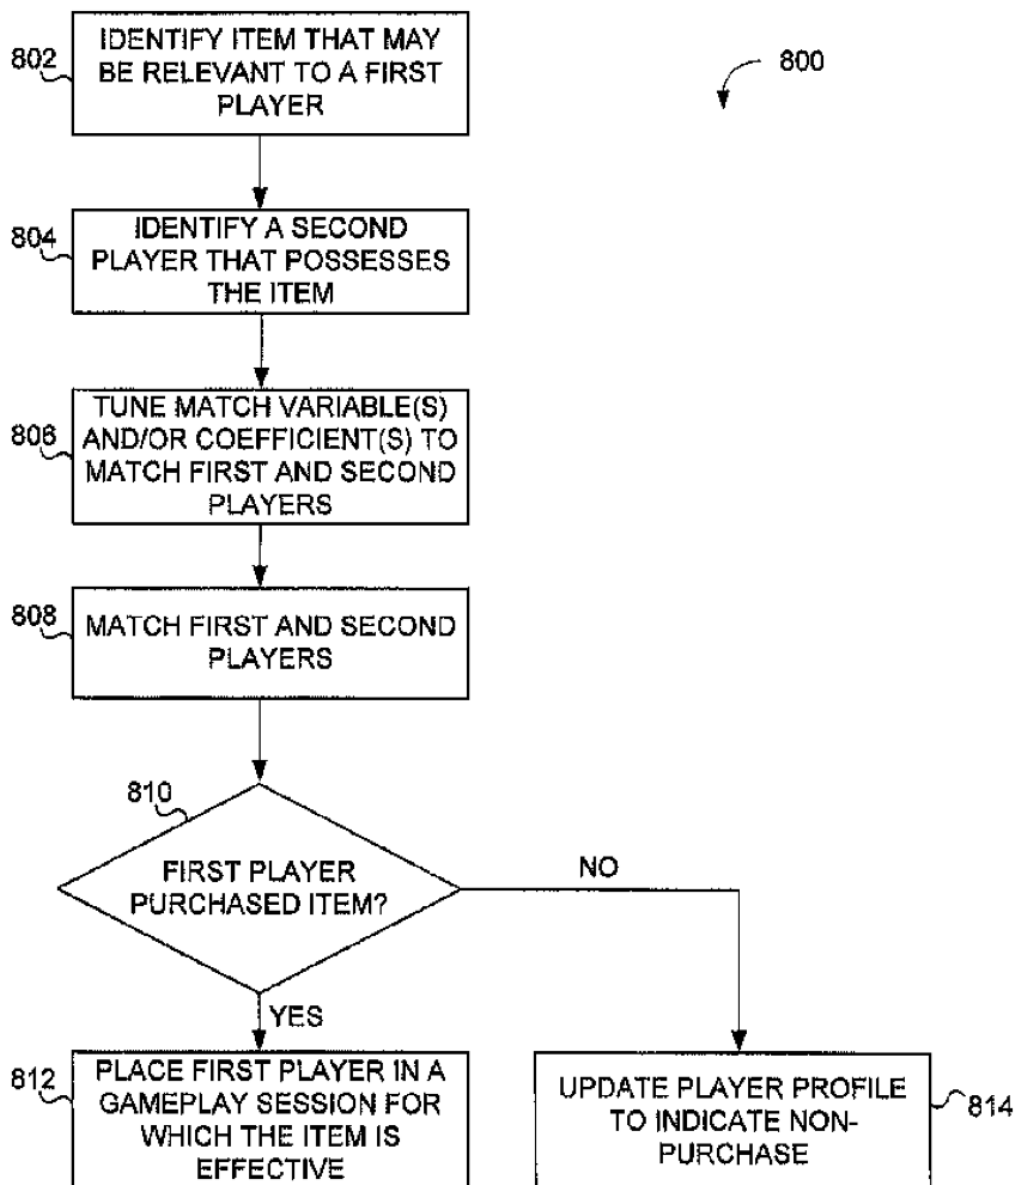 802
IDENTIFY ITEM THAT MAY
BE RELEVANT TO A FIRST
PLAYER
800
804
IDENTIFY A SECOND
PLAYER THAT POSSESSES
THE ITEM
806
TUNE MATCH VARIABLE(S)
AND/OR COEFFICIENT(S) TO
MATCH FIRST AND SECOND
PLAYERS
808
MATCH FIRST AND SECOND
PLAYERS
810
FIRST PLAYER
PURCHASED ITEM?
NO
YES
812
PLACE FIRST PLAYER IN A
GAMEPLAY SESSION FOR
WHICH THE ITEM IS
EFFECTIVE
UPDATE PLAYER PROFILE
TO INDICATE NON-
PURCHASE
814